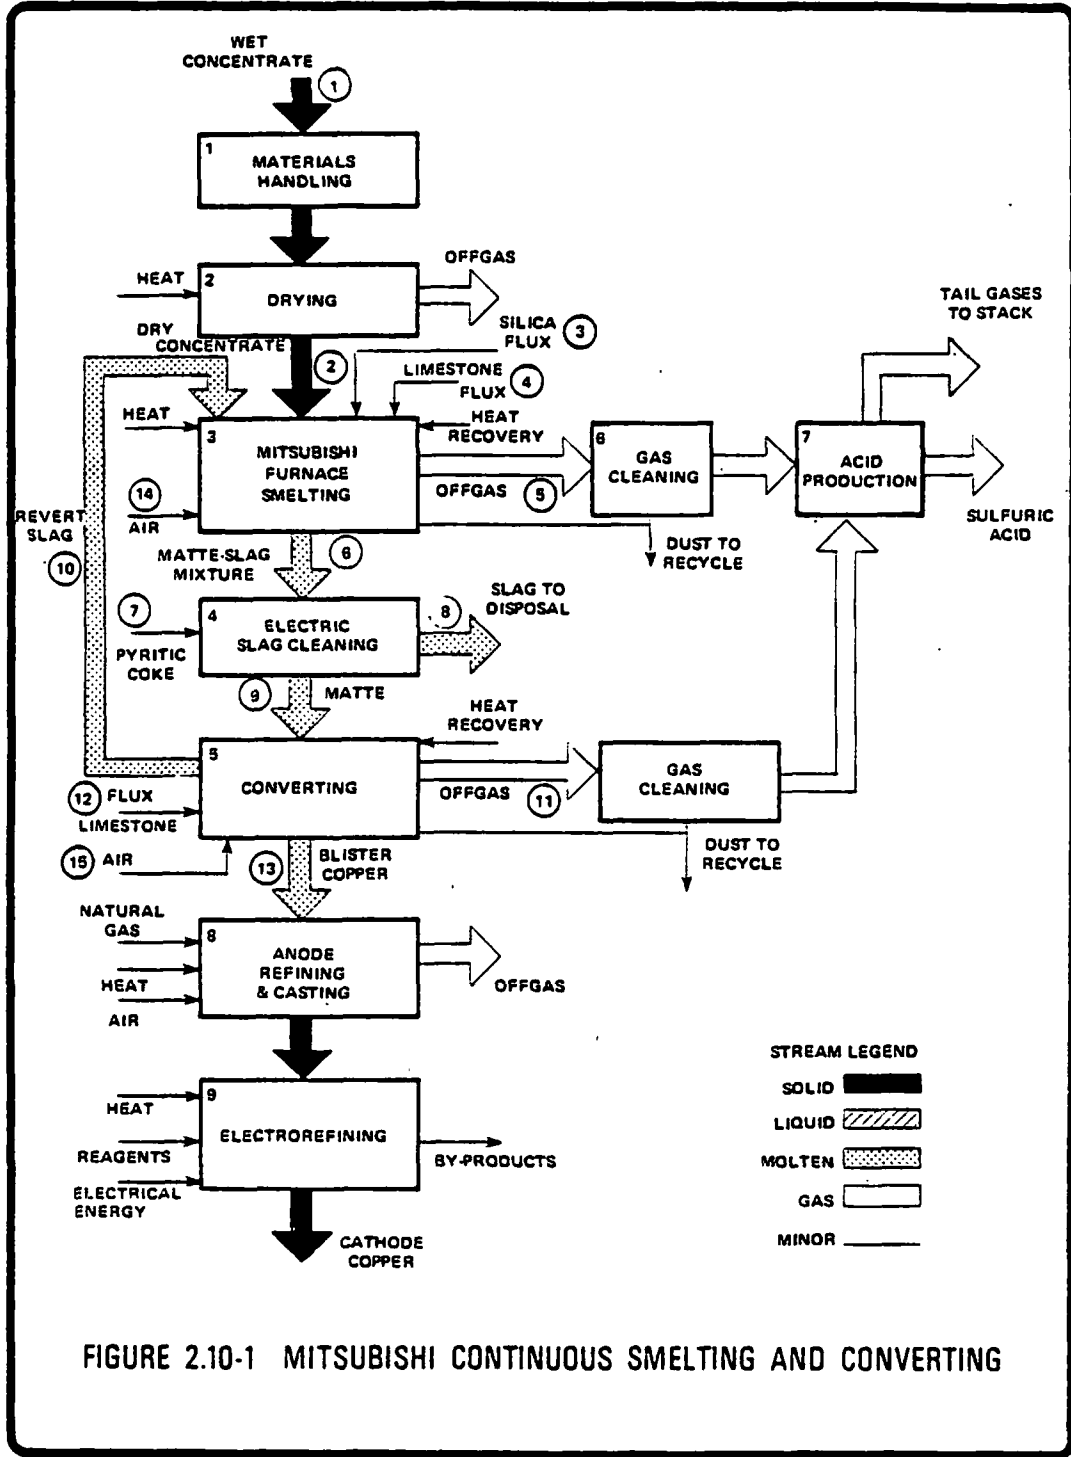 WET
CONCENTRATE
1
1
MATERIALS
HANDLING
HEAT
2
DRYING
OFFGAS
DRY
CONCENTRATE
2
SILICA
FLUX
3
LIMESTONE
FLUX
4
TAIL GASES
TO STACK
HEAT
3
MITSUBISHI
FURNACE
SMELTING
HEAT
RECOVERY
14
AIR
OFFGAS
5
6
GAS
CLEANING
7
ACID
PRODUCTION
SULFURIC
ACID
DUST TO
RECYCLE
REVERT
SLAG
10
MATTE-SLAG
MIXTURE
6
7
PYRITIC
COKE
4
ELECTRIC
SLAG CLEANING
8
SLAG TO
DISPOSAL
9
MATTE
HEAT
RECOVERY
5
CONVERTING
OFFGAS
11
GAS
CLEANING
12
FLUX
LIMESTONE
15
AIR
13
BLISTER
COPPER
DUST TO
RECYCLE
NATURAL
GAS
HEAT
AIR
8
ANODE
REFINING
& CASTING
OFFGAS
HEAT
REAGENTS
ELECTRICAL
ENERGY
9
ELECTROREFINING
BY-PRODUCTS
CATHODE
COPPER
STREAM LEGEND
SOLID
LIQUID
MOLTEN
GAS
MINOR
FIGURE 2.10-1 MITSUBISHI CONTINUOUS SMELTING AND CONVERTING